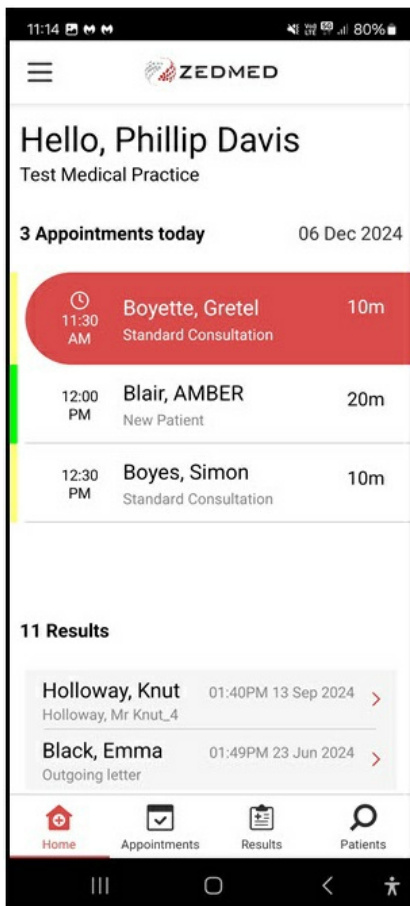 11:14 80%
ZEDMED
Hello, Phillip Davis
Test Medical Practice
3 Appointments today 06 Dec 2024
11:30 AM Boyette, Gretel 10m
Standard Consultation
12:00 PM Blair, AMBER 20m
New Patient
12:30 PM Boyes, Simon 10m
Standard Consultation
11 Results
Holloway, Knut 01:40PM 13 Sep 2024
Holloway, Mr Knut_4
Black, Emma 01:49PM 23 Jun 2024
Outgoing letter
Home Appointments Results Patients